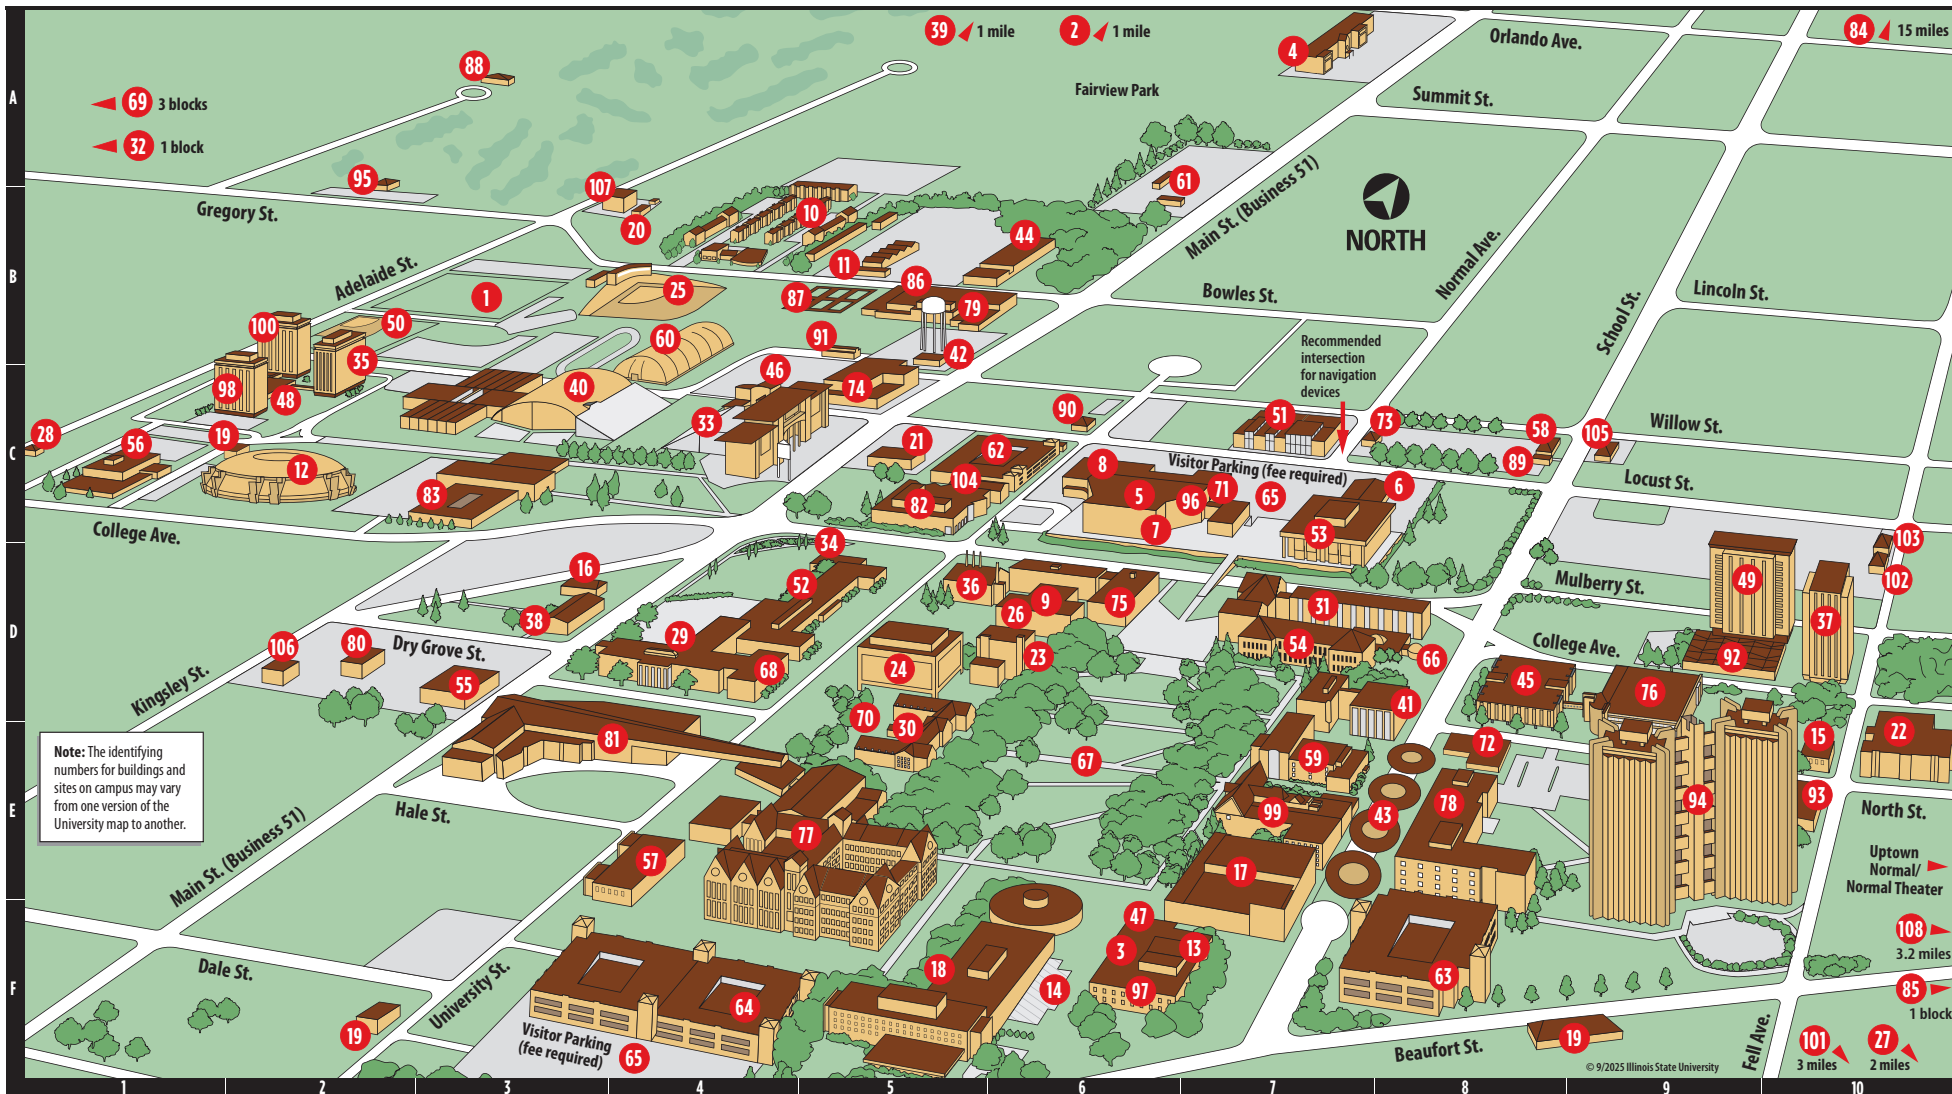 39 1 mile
2 1 mile
4
Orlando Ave.
84 15 miles
88
A
69 3 blocks
Fairview Park
Summit St.
32 1 block
95
107
61
Main St. (Business 51)
Gregory St.
20
10
44
NORTH
Normal Ave.
B
Adelaide St.
11
86
1
25
87
79
Bowles St.
School St.
Lincoln St.
100
50
60
91
42
Recommended
intersection
for navigation
devices
35
98
48
40
46
74
33
90
51
73
58
105
Willow St.
28
56
19
C
12
21
62
8
Visitor Parking (fee required)
89
Locust St.
83
104
82
5
96
71
65
6
7
53
College Ave.
103
34
16
52
36
9
75
49
102
Mulberry St.
D
38
26
31
37
106
80
Dry Grove St.
29
68
24
23
54
66
College Ave.
92
Kingsley St.
55
45
76
41
70
30
81
22
15
72
Note: The identifying
numbers for buildings and
sites on campus may vary
from one version of the
University map to another.
67
59
E
Hale St.
99
43
78
94
93
North St.
Main St. (Business 51)
77
57
17
Uptown
Normal/
Normal Theater
47
3
13
108
3.2 miles
F
Dale St.
University St.
18
14
97
63
64
85
1 block
19
Visitor Parking
(fee required)
65
Beaufort St.
19
Fell Ave.
101
3 miles
27
2 miles
© 9/2025 Illinois State University
1 2 3 4 5 6 7 8 9 10